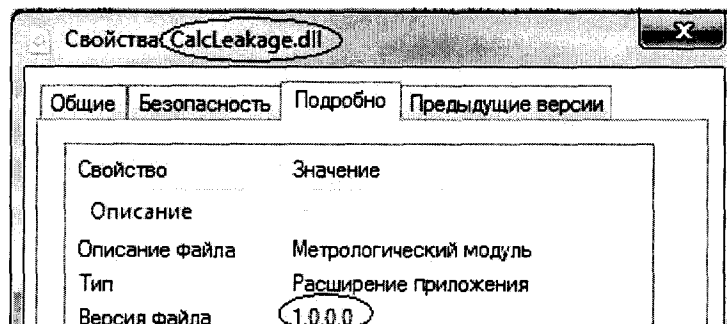 Свойства: CalcLeakage.dll
Общие Безопасность Подробно Предыдущие версии
Свойство Значение
Описание
Описание файла Метрологический модуль
Тип Расширение приложения
Версия файла 1.0.0.0